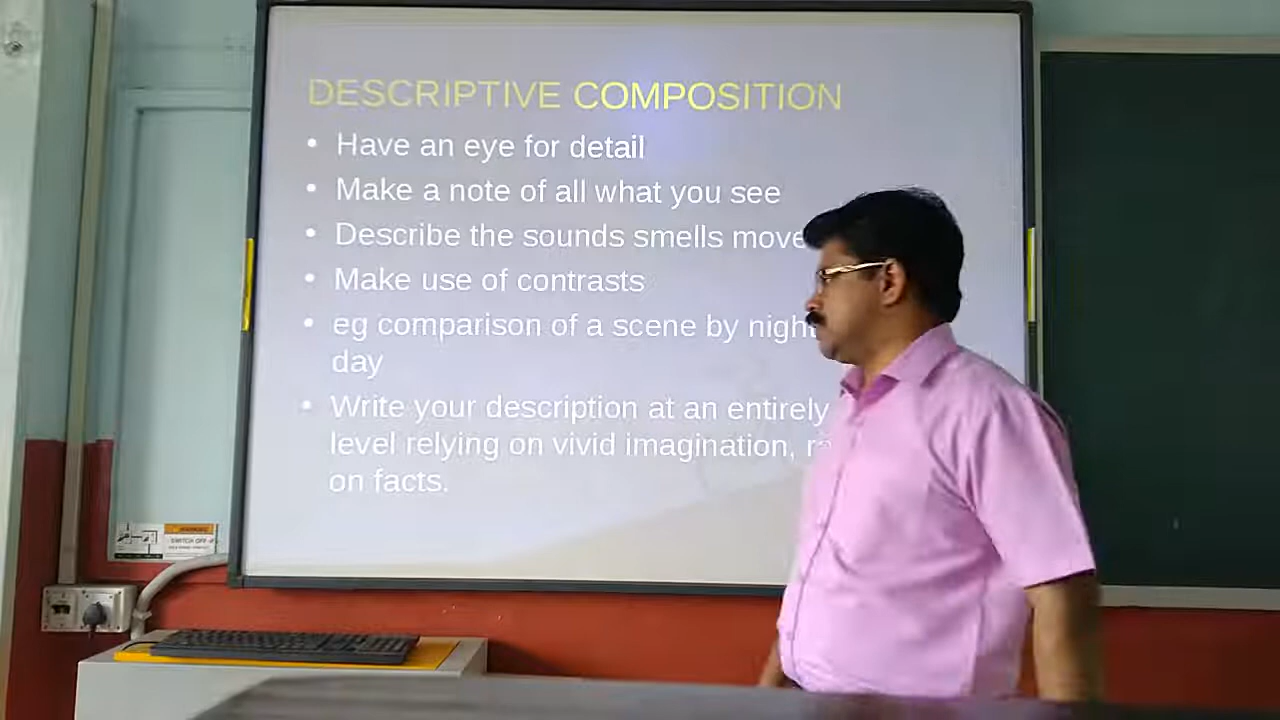 DESCRIPTIVE COMPOSITION
• Have an eye for detail
• Make a note of all what you see
• Describe the sounds smells move
• Make use of contrasts
• eg comparison of a scene by night
day
• Write your description at an entirely
level relying on vivid imagination,
on facts.
SWITCH OFF